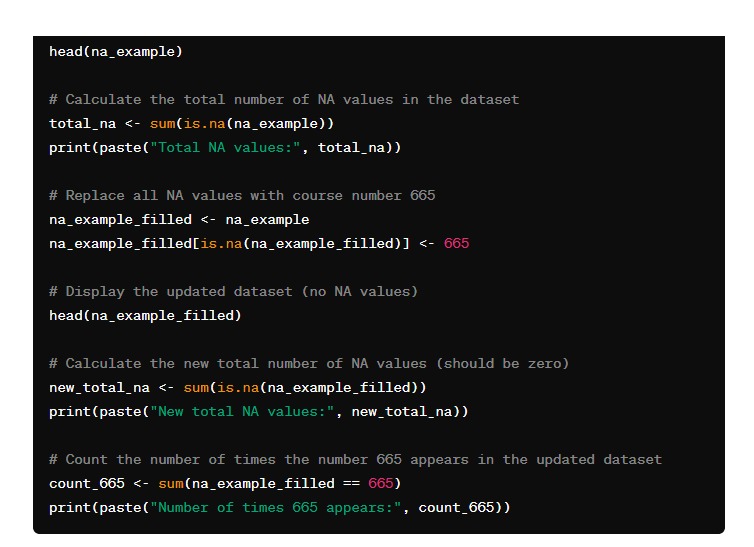 head(na_example)
# Calculate the total number of NA values in the dataset
total_na <- sum(is.na(na_example))
print(paste("Total NA values:", total_na))
# Replace all NA values with course number 665
na_example_filled <- na_example
na_example_filled[is.na(na_example_filled)] <- 665
# Display the updated dataset (no NA values)
head(na_example_filled)
# Calculate the new total number of NA values (should be zero)
new_total_na <- sum(is.na(na_example_filled))
print(paste("New total NA values:", new_total_na))
# Count the number of times the number 665 appears in the updated dataset
count_665 <- sum(na_example_filled == 665)
print(paste("Number of times 665 appears:", count_665))